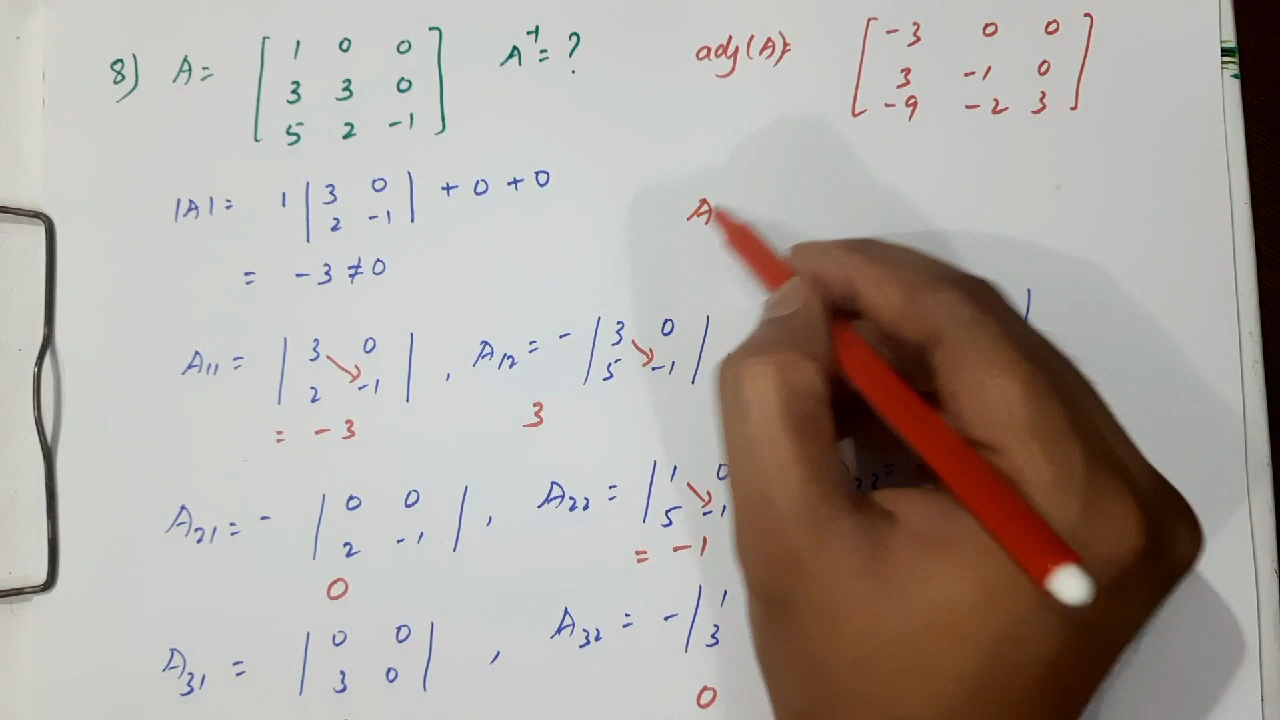 8) A = [ 1 0 0 A⁻¹ = ? adj(A) = [ -3 0 0
3 3 0 3 -1 0
5 2 -1 ] -9 -2 3 ]
|A| = 1 | 3 0 | + 0 + 0 A
2 -1
= -3 ≠ 0
A₁₁ = | 3 0 | , A₁₂ = - | 3 0 |
2 -1 5 -1
= -3 3
A₂₁ = - | 0 0 | , A₂₂ = | 1 0
2 -1 5 -1
0 = -1
A₃₁ = | 0 0 | , A₃₂ = - | 1
3 0 3
0